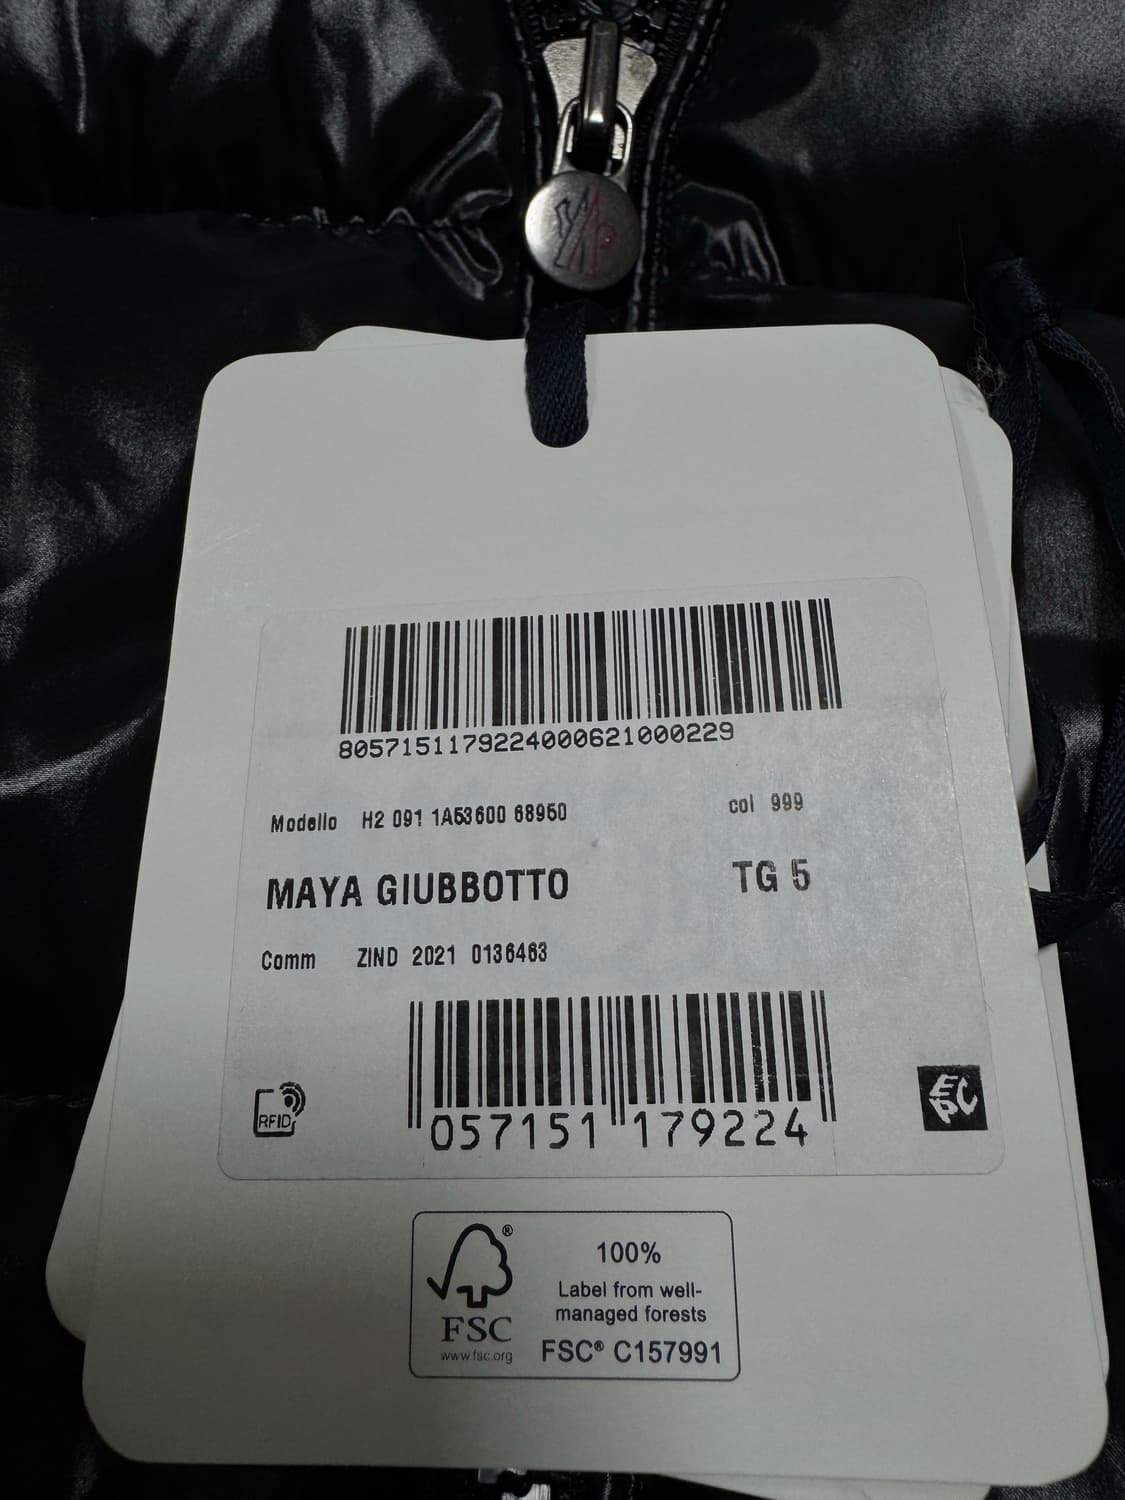 8057151179224000621000229
Modello H2 091 1A53600 68950 col 999
MAYA GIUBBOTTO TG 5
Comm ZIND 2021 0136463
057151 179224
RFID
EPC
FSC
www.fsc.org
®
100%
Label from well-
managed forests
FSC® C157991